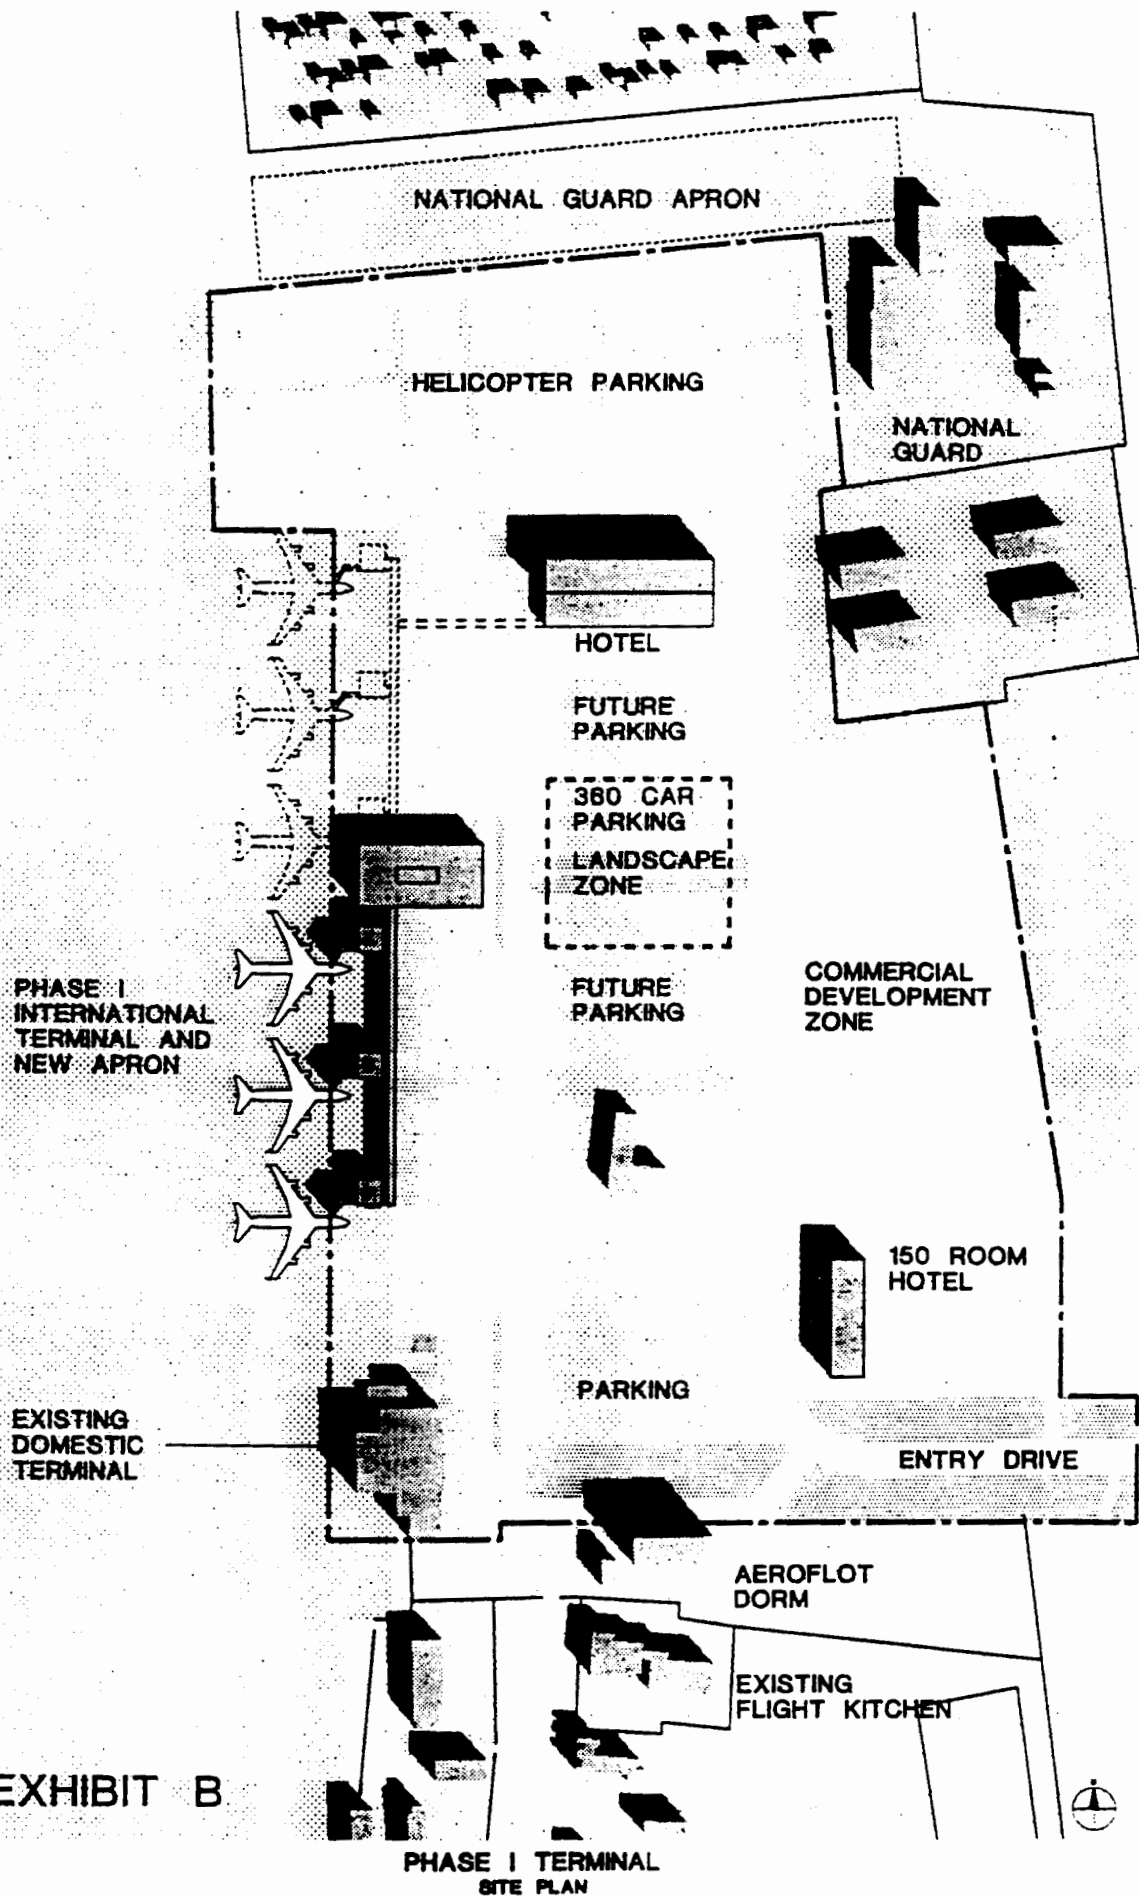 NATIONAL GUARD APRON
HELICOPTER PARKING
NATIONAL
GUARD
HOTEL
FUTURE
PARKING
360 CAR
PARKING
LANDSCAPE
ZONE
PHASE I
INTERNATIONAL
TERMINAL AND
NEW APRON
FUTURE
PARKING
COMMERCIAL
DEVELOPMENT
ZONE
150 ROOM
HOTEL
PARKING
EXISTING
DOMESTIC
TERMINAL
ENTRY DRIVE
AEROFLOT
DORM
EXISTING
FLIGHT KITCHEN
EXHIBIT B
PHASE I TERMINAL
SITE PLAN